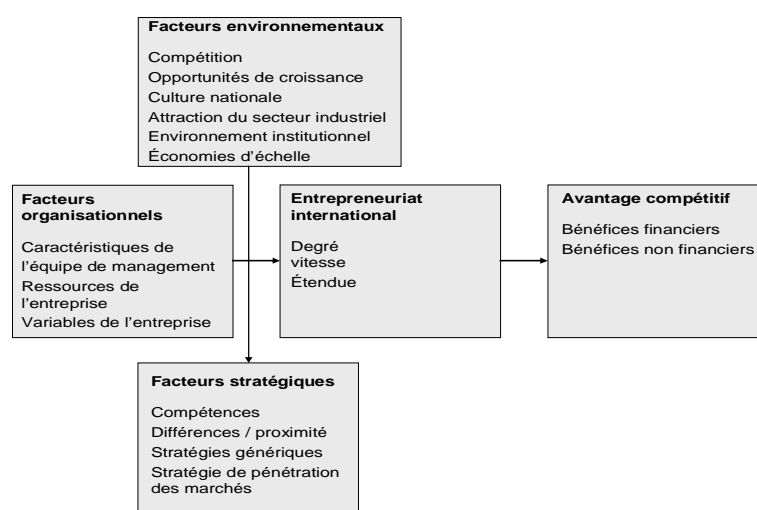 Facteurs environnementaux
Compétition
Opportunités de croissance
Culture nationale
Attraction du secteur industriel
Environnement institutionnel
Économies d'échelle
Facteurs
organisationnels
Caractéristiques de
l'équipe de management
Ressources de
l'entreprise
Variables de l'entreprise
Entrepreneuriat
international
Degré
vitesse
Étendue
Avantage compétitif
Bénéfices financiers
Bénéfices non financiers
Facteurs stratégiques
Compétences
Différences / proximité
Stratégies génériques
Stratégie de pénétration
des marchés